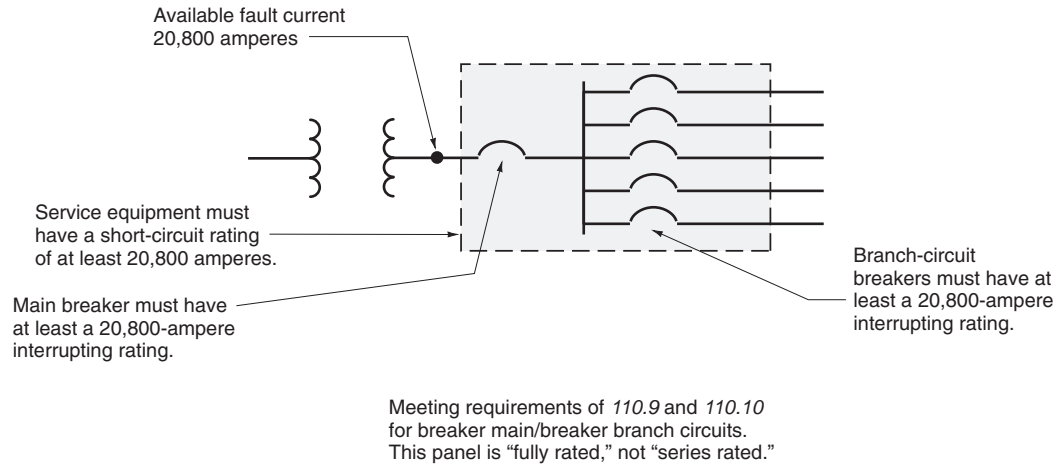 Available fault current
20,800 amperes
Service equipment must
have a short-circuit rating
of at least 20,800 amperes.
Main breaker must have
at least a 20,800-ampere
interrupting rating.
Branch-circuit
breakers must have at
least a 20,800-ampere
interrupting rating.
Meeting requirements of 110.9 and 110.10
for breaker main/breaker branch circuits.
This panel is “fully rated,” not “series rated.”